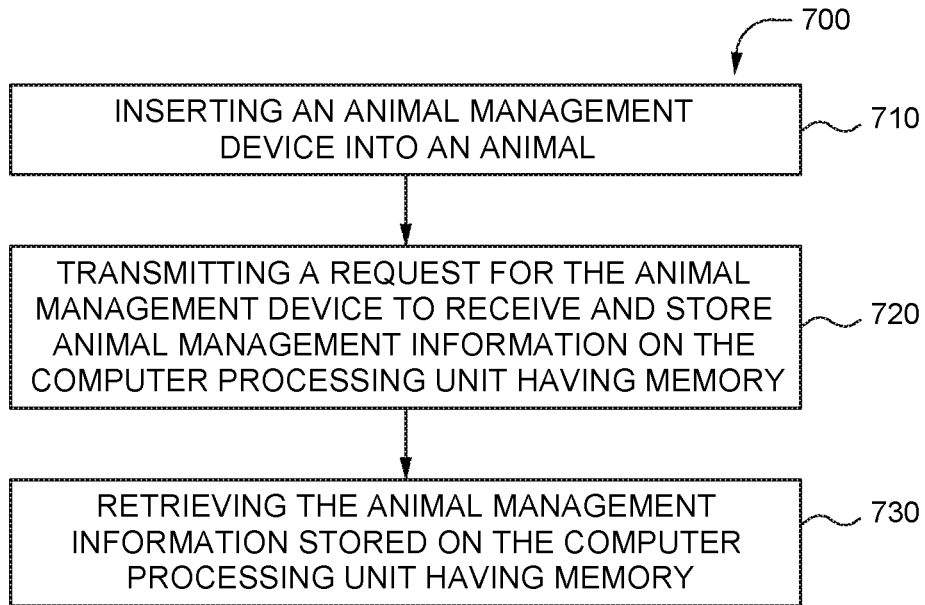 700
INSERTING AN ANIMAL MANAGEMENT
DEVICE INTO AN ANIMAL
710
TRANSMITTING A REQUEST FOR THE ANIMAL
MANAGEMENT DEVICE TO RECEIVE AND STORE
ANIMAL MANAGEMENT INFORMATION ON THE
COMPUTER PROCESSING UNIT HAVING MEMORY
720
RETRIEVING THE ANIMAL MANAGEMENT
INFORMATION STORED ON THE COMPUTER
PROCESSING UNIT HAVING MEMORY
730